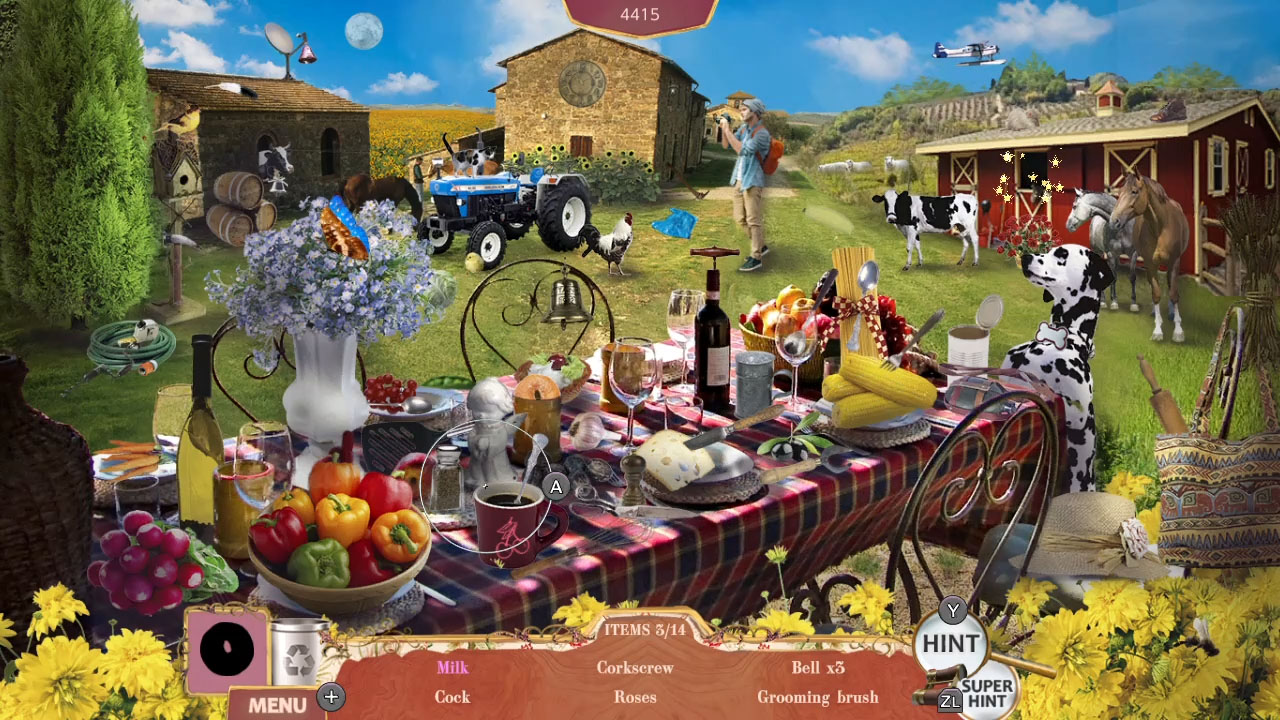 4415
A
ITEMS 3/14
Milk
Corkscrew
Bell x3
Cock
Roses
Grooming brush
MENU
+
Y
HINT
ZL
SUPER
HINT